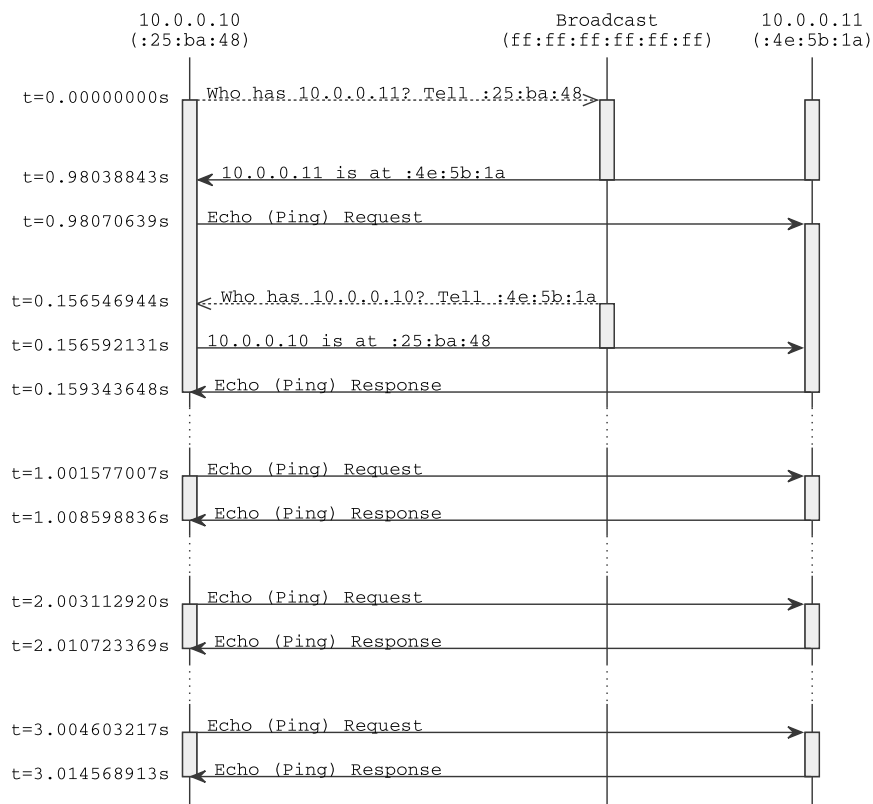 10.0.0.10
(:25:ba:48)
Broadcast
(ff:ff:ff:ff:ff:ff)
10.0.0.11
(:4e:5b:1a)
t=0.00000000s
Who has 10.0.0.11? Tell :25:ba:48
t=0.98038843s
10.0.0.11 is at :4e:5b:1a
t=0.98070639s
Echo (Ping) Request
t=0.156546944s
Who has 10.0.0.10? Tell :4e:5b:1a
t=0.156592131s
10.0.0.10 is at :25:ba:48
t=0.159343648s
Echo (Ping) Response
t=1.001577007s
Echo (Ping) Request
t=1.008598836s
Echo (Ping) Response
t=2.003112920s
Echo (Ping) Request
t=2.010723369s
Echo (Ping) Response
t=3.004603217s
Echo (Ping) Request
t=3.014568913s
Echo (Ping) Response